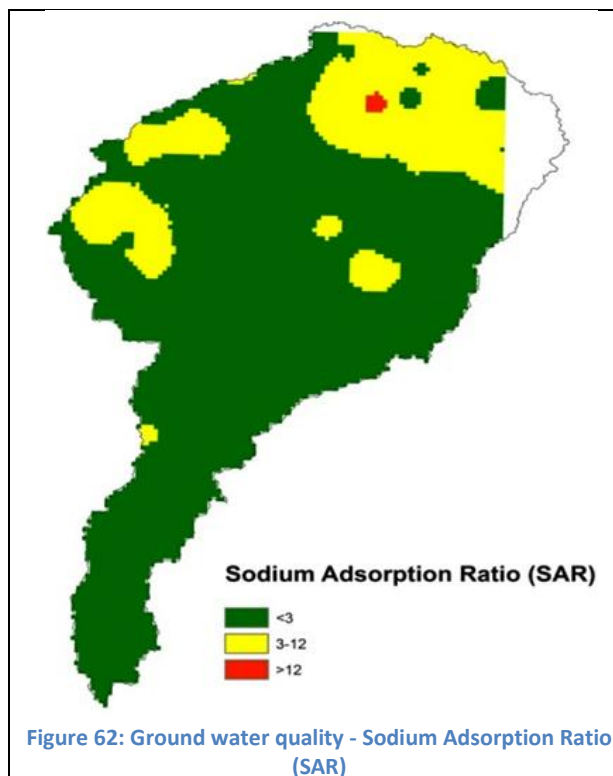 Sodium Adsorption Ratio (SAR)
<3
3-12
>12
Figure 62: Ground water quality - Sodium Adsorption Ratio
(SAR)